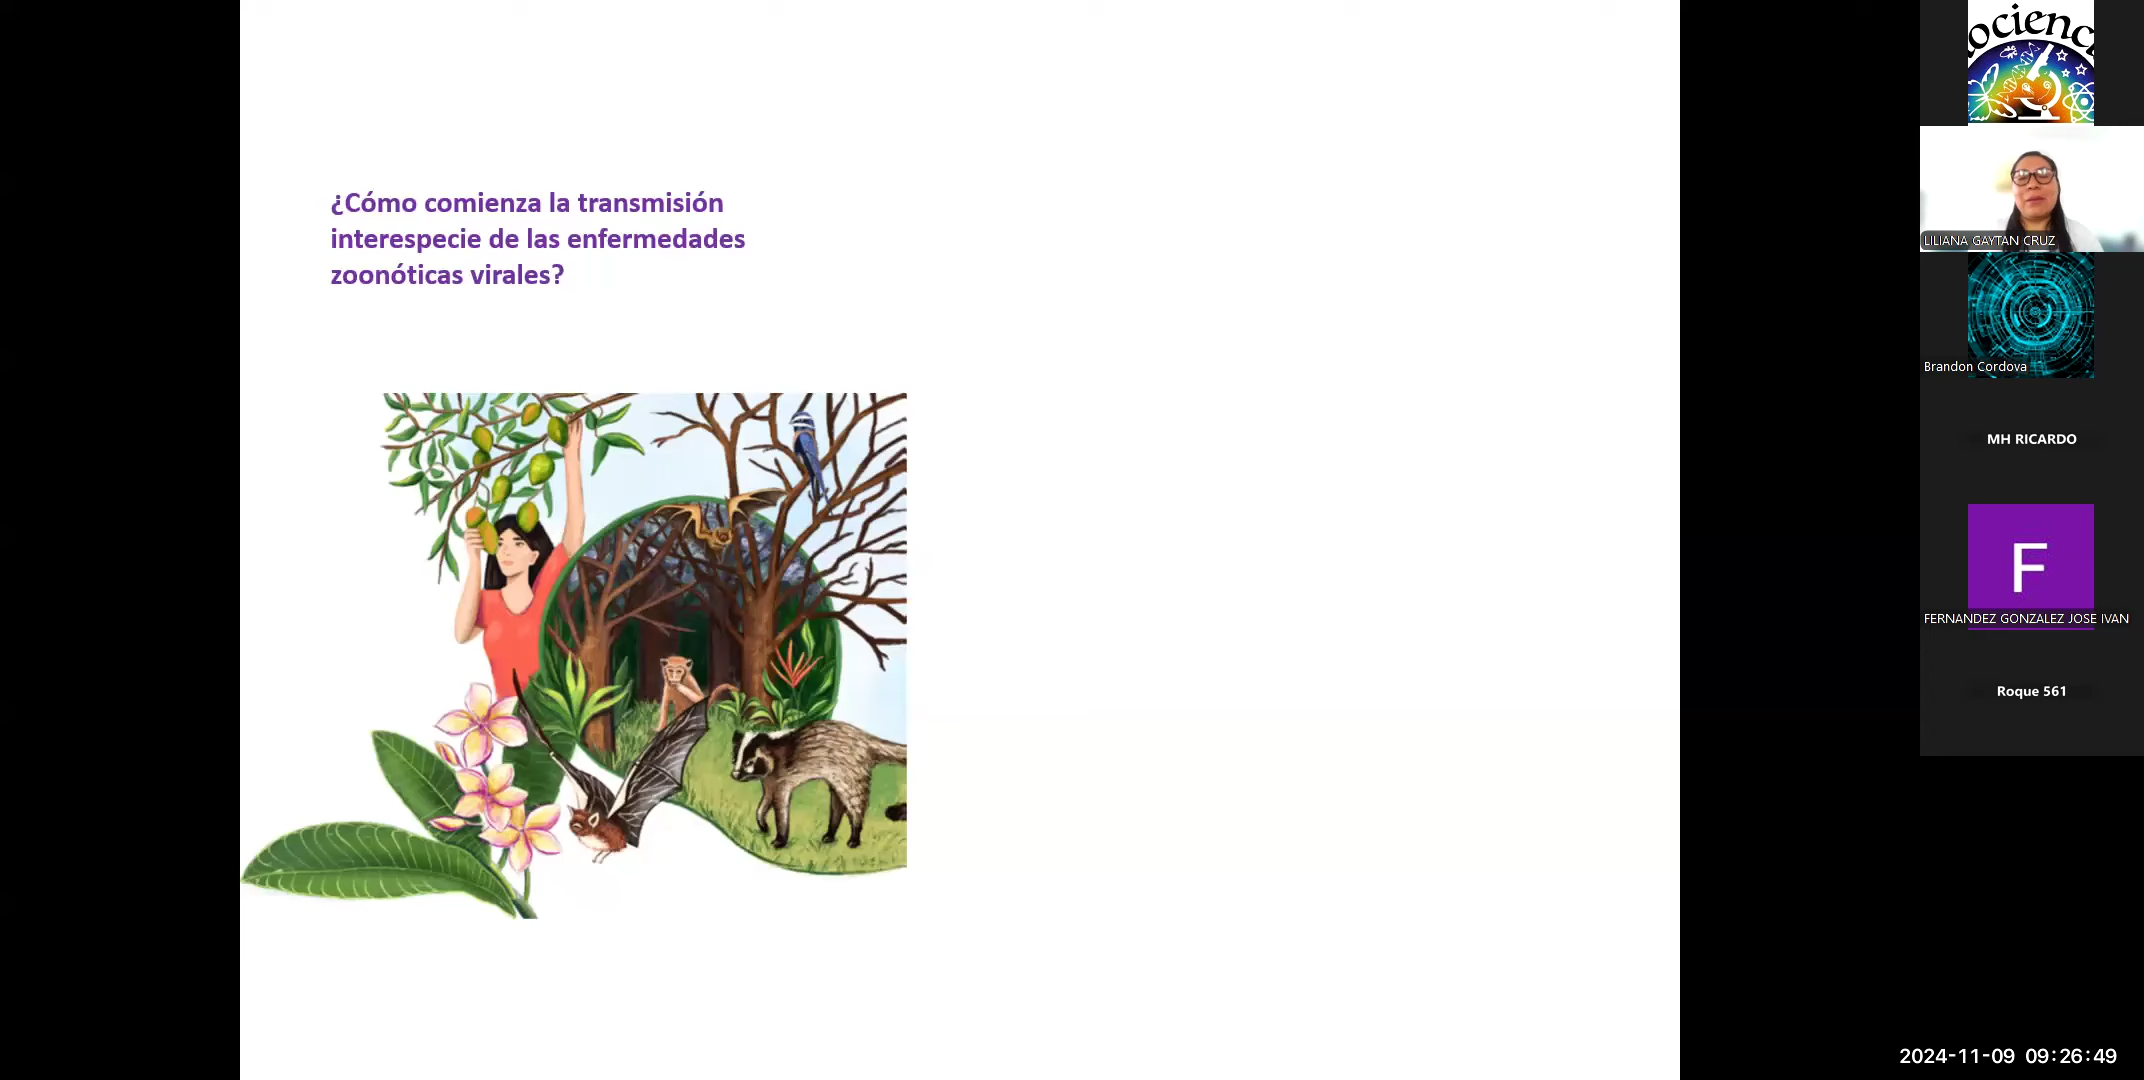 ¿Cómo comienza la transmisión
interespecie de las enfermedades
zoonóticas virales?
LILIANA GAYTAN CRUZ
Brandon Cordova
MH RICARDO
F
FERNANDEZ GONZALEZ JOSE IVAN
Roque 561
2024-11-09 09:26:49